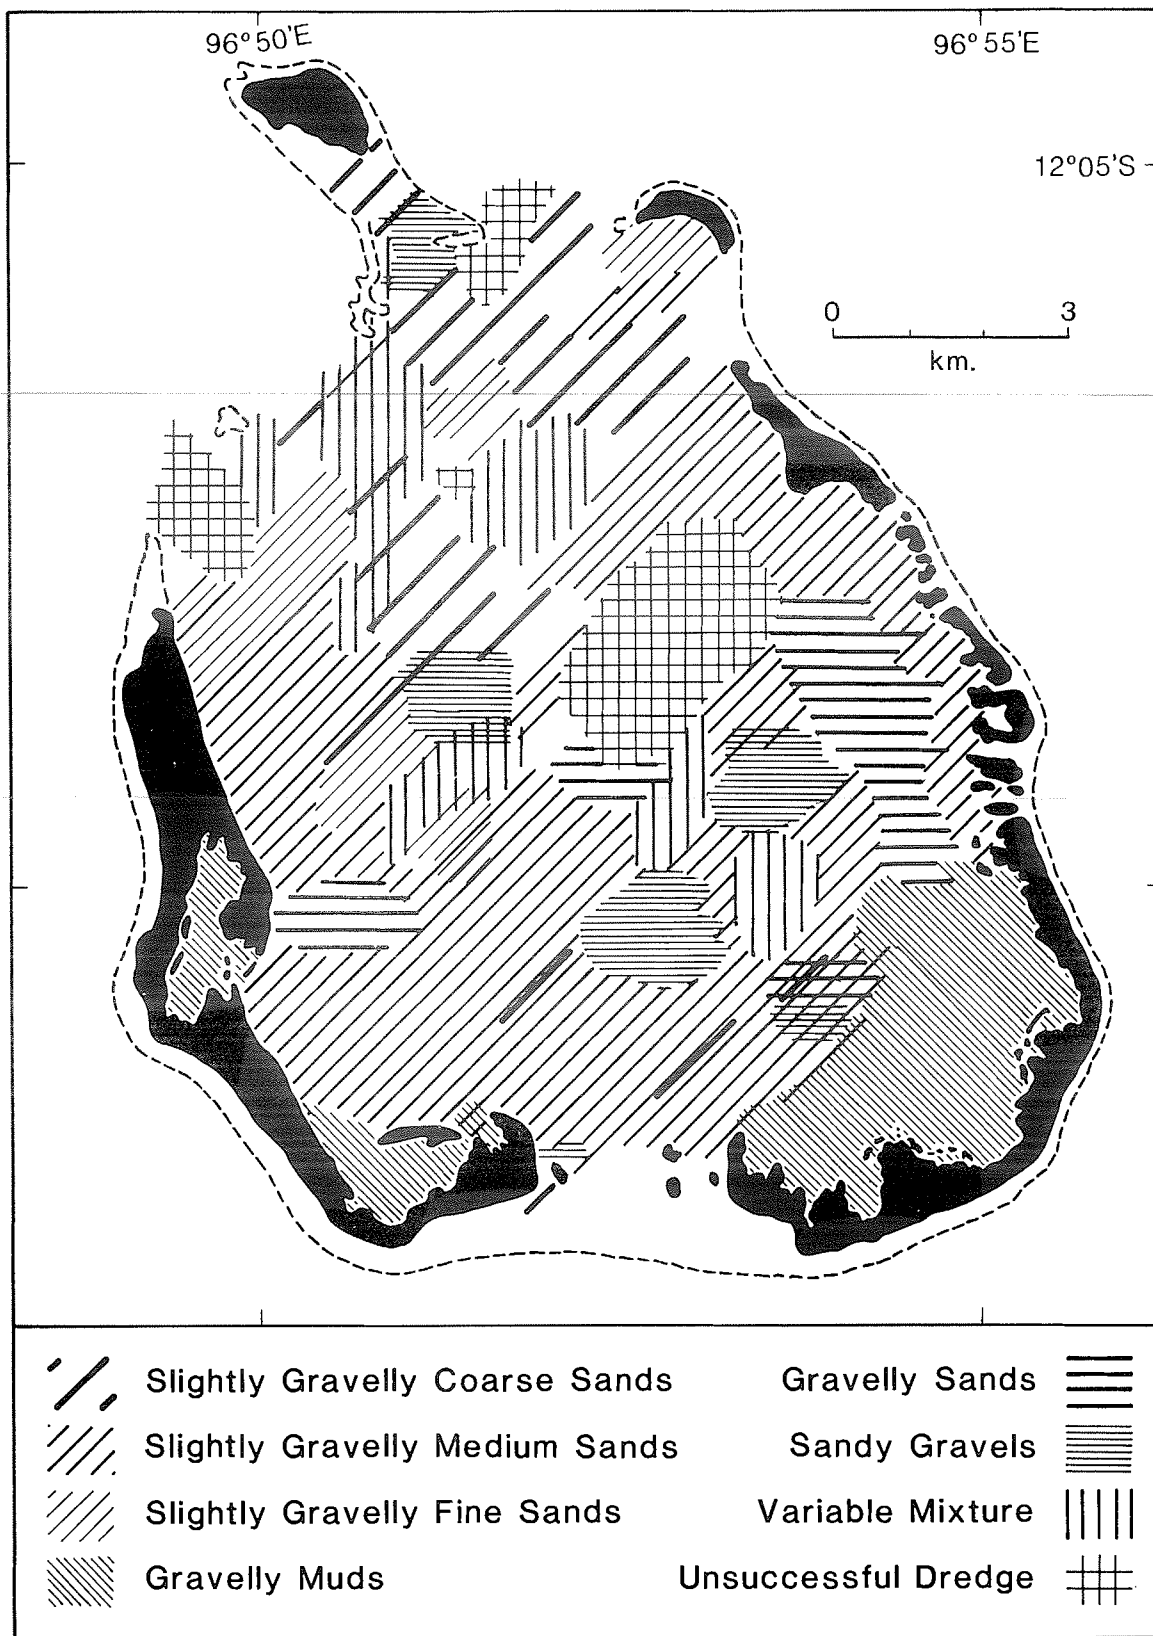 96°50'E
96°55'E
12°05'S
0 3
km.
Slightly Gravelly Coarse Sands
Slightly Gravelly Medium Sands
Slightly Gravelly Fine Sands
Gravelly Muds
Gravelly Sands
Sandy Gravels
Variable Mixture
Unsuccessful Dredge